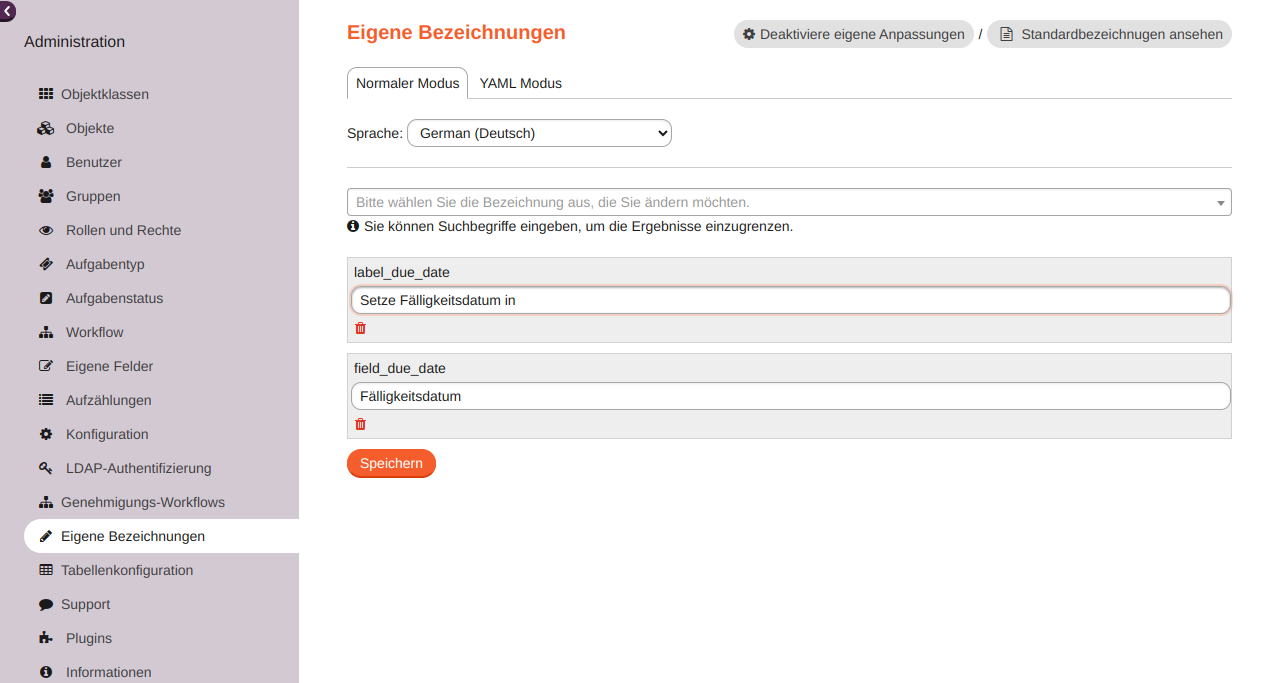 Administration
Objektklassen
Objekte
Benutzer
Gruppen
Rollen und Rechte
Aufgabentyp
Aufgabenstatus
Workflow
Eigene Felder
Aufzählungen
Konfiguration
LDAP-Authentifizierung
Genehmigungs-Workflows
Eigene Bezeichnungen
Tabellenkonfiguration
Support
Plugins
Informationen
Eigene Bezeichnungen
Deaktiviere eigene Anpassungen / Standardbezeichnugen ansehen
Normaler Modus YAML Modus
Sprache: German (Deutsch)
Bitte wählen Sie die Bezeichnung aus, die Sie ändern möchten.
Sie können Suchbegriffe eingeben, um die Ergebnisse einzugrenzen.
label_due_date
Setze Fälligkeitsdatum in
field_due_date
Fälligkeitsdatum
Speichern